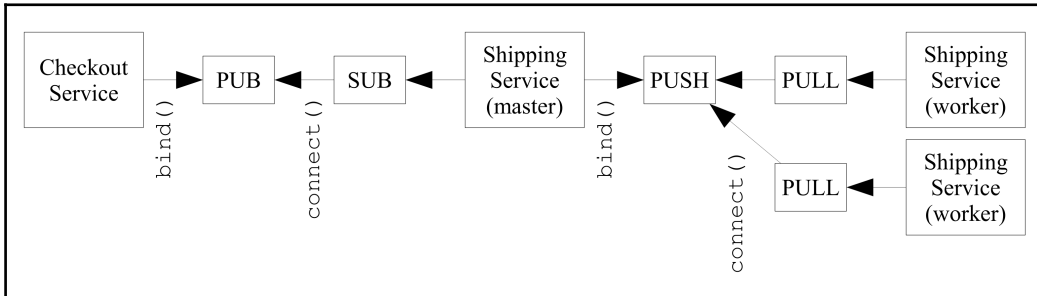 Checkout
Service
bind()
PUB
connect()
SUB
Shipping
Service
(master)
bind()
PUSH
connect()
PULL
Shipping
Service
(worker)
PULL
Shipping
Service
(worker)